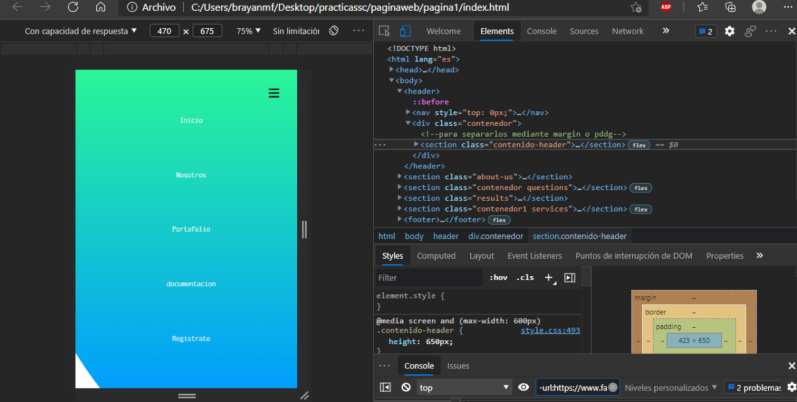 Archivo C:/Users/brayanmf/Desktop/practicassc/paginaweb/pagina1/index.html
ABP
Con capacidad de respuesta 470 × 675 75% Sin limitació
Welcome Elements Console Sources Network » 2
Inicio
Nosotros
Portafolio
documentacion
Registrate
<!DOCTYPE html>
<html lang="es">
<head>…</head>
<body>
<header>
::before
<nav style="top: 0px;">…</nav>
<div class="contenedor">
<!--para separarlos mediante margin o pddg-->
··· <section class="contenido-header">…</section> flex == $0
</div>
</header>
<section class="about-us">…</section>
<section class="contenedor questions">…</section> flex
<section class="results">…</section>
<section class="contenedor1 services">…</section> flex
<footer>…</footer> flex
html body header div.contenedor section.contenido-header
Styles Computed Layout Event Listeners Puntos de interrupción de DOM Properties »
Filter :hov .cls +
element.style {
}
@media screen and (max-width: 600px)
.contenido-header { style.css:493
height: 650px;
}
margin -
border -
padding -
- - - 423 × 650 - - -
Console Issues
top -url:https://www.fa Niveles personalizados 2 problemas